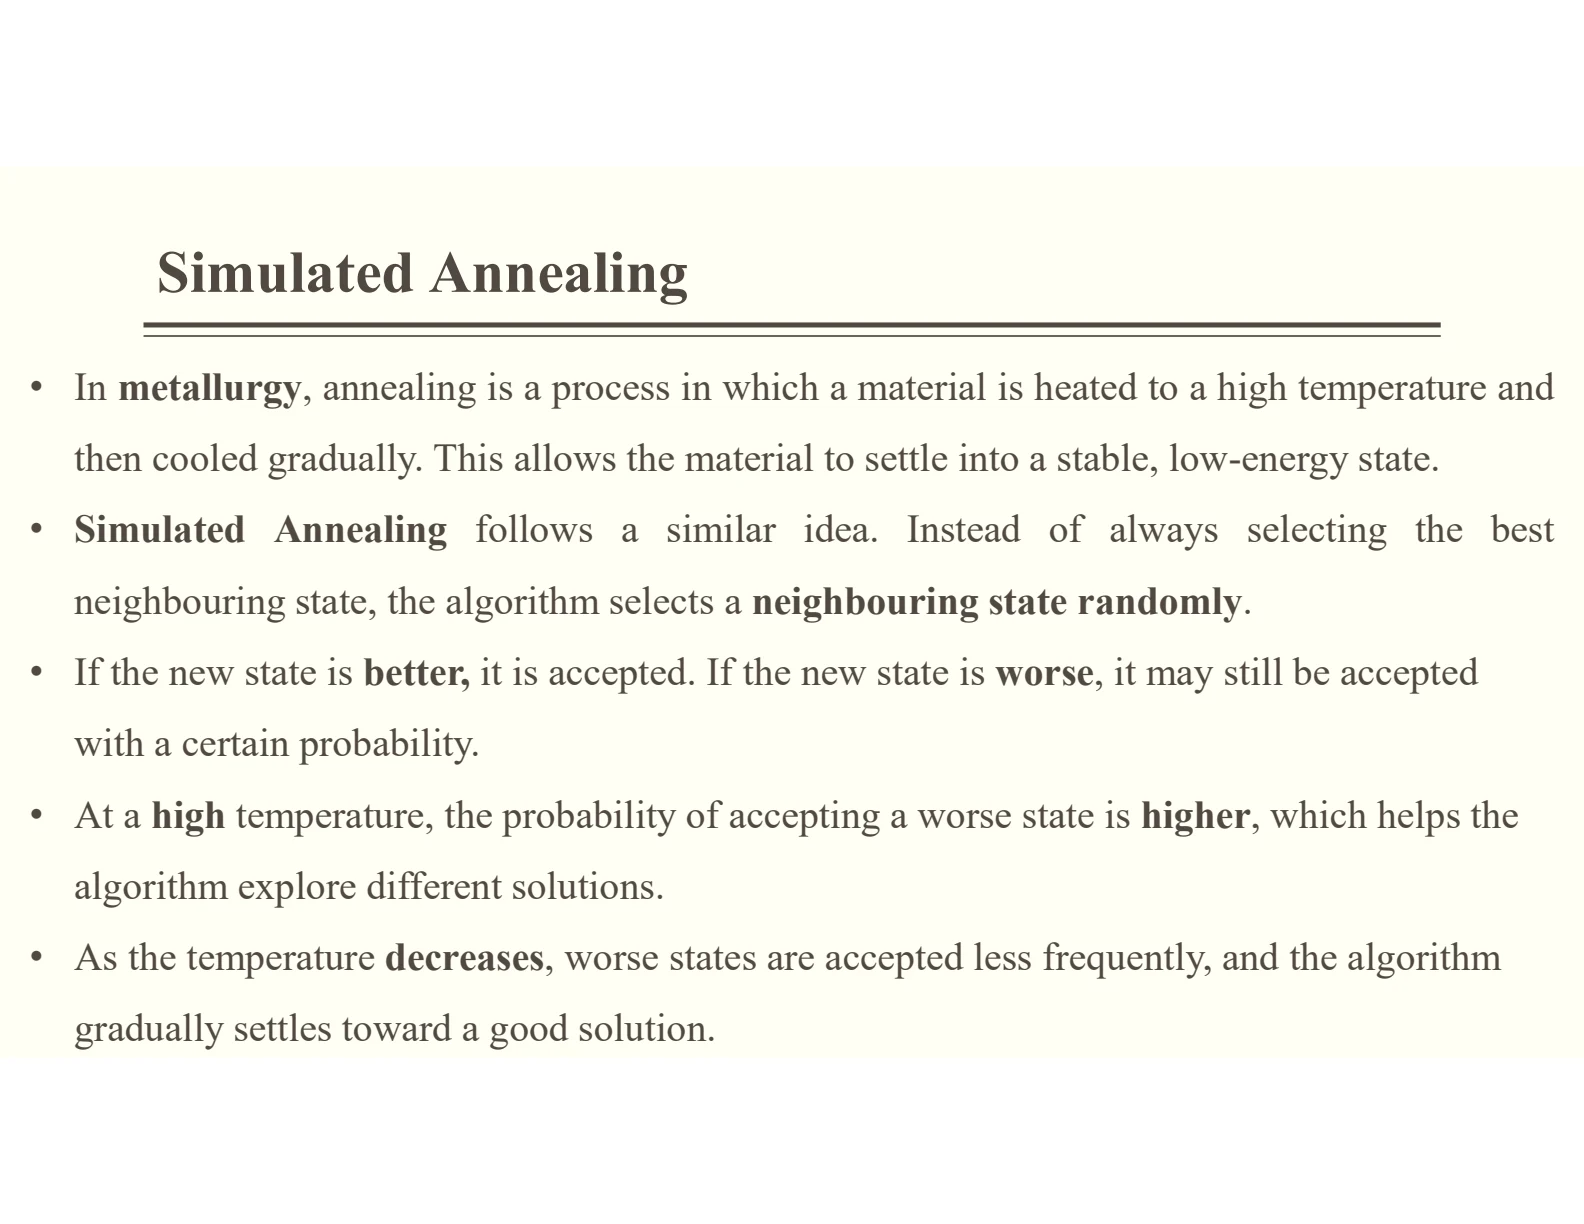 Simulated Annealing
• In metallurgy, annealing is a process in which a material is heated to a high temperature and
then cooled gradually. This allows the material to settle into a stable, low-energy state.
• Simulated Annealing follows a similar idea. Instead of always selecting the best
neighbouring state, the algorithm selects a neighbouring state randomly.
• If the new state is better, it is accepted. If the new state is worse, it may still be accepted
with a certain probability.
• At a high temperature, the probability of accepting a worse state is higher, which helps the
algorithm explore different solutions.
• As the temperature decreases, worse states are accepted less frequently, and the algorithm
gradually settles toward a good solution.